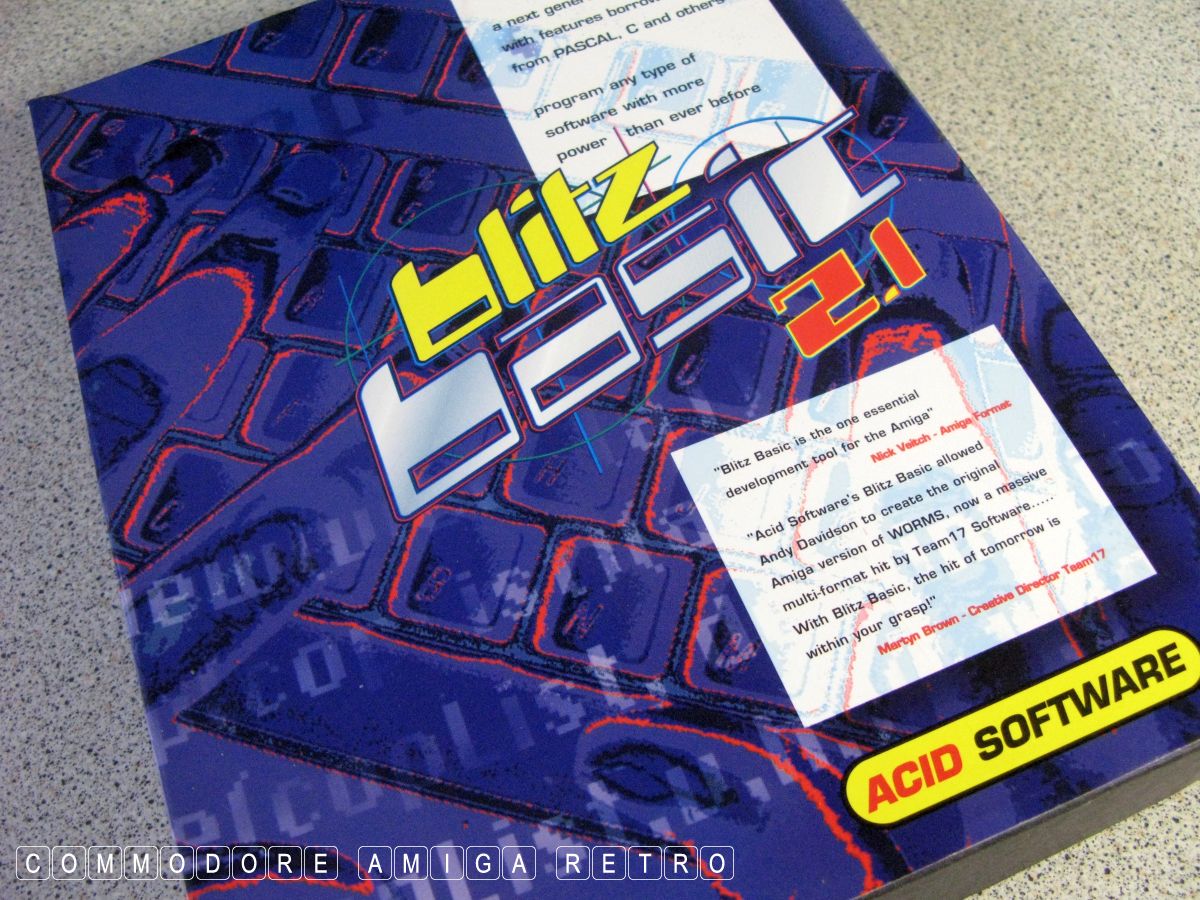 a next gener
with features borrow
from PASCAL, C and others
program any type of
software with more
power than ever before
blitz
basic
2.1
"Blitz Basic is the one essential
development tool for the Amiga"
Nick Veitch - Amiga Format
"Acid Software's Blitz Basic allowed
Andy Davidson to create the original
Amiga version of WORMS, now a massive
multi-format hit by Team17 Software.....
With Blitz Basic, the hit of tomorrow is
within your grasp!"
Martyn Brown - Creative Director Team17
ACID SOFTWARE
COMMODORE AMIGA RETRO